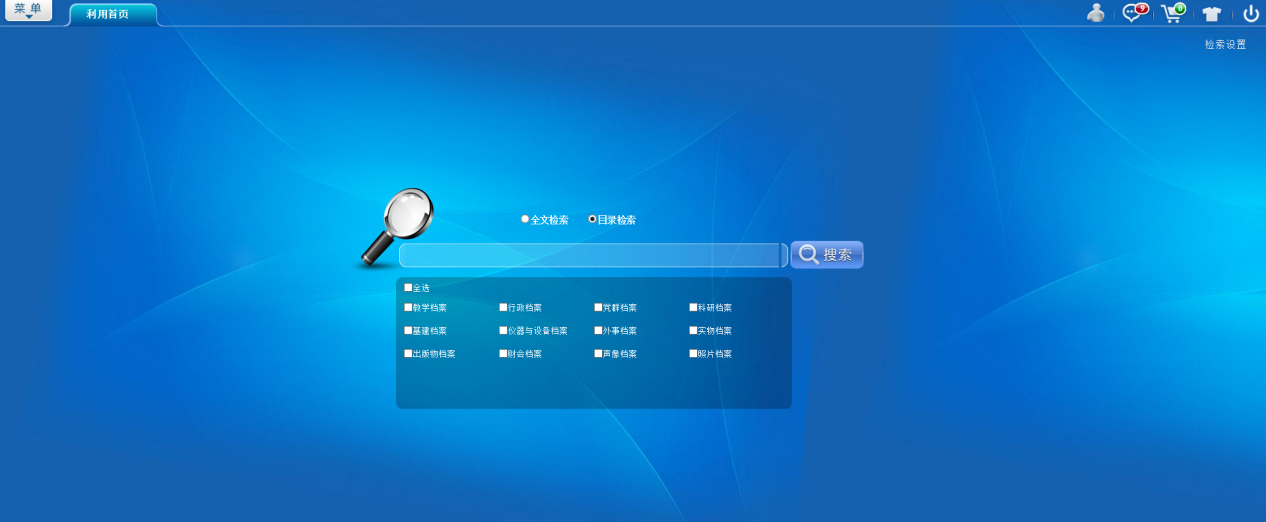 菜 单
利用首页
9
0
检索设置
全文检索 目录检索
搜索
全选
教学档案 行政档案 党群档案 科研档案
基建档案 仪器与设备档案 外事档案 实物档案
出版物档案 财会档案 声像档案 照片档案